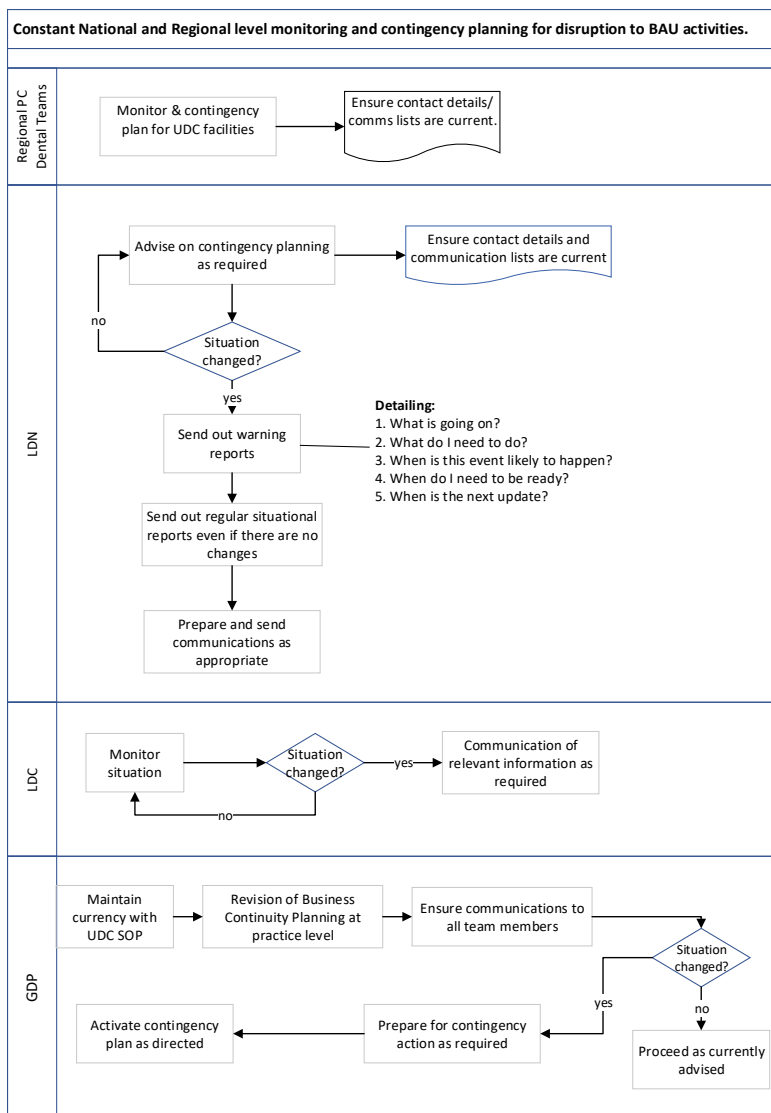 Constant National and Regional level monitoring and contingency planning for disruption to BAU activities.
Regional PC
Dental Teams
Monitor & contingency
plan for UDC facilities
Ensure contact details/
comms lists are current.
LDN
Advise on contingency planning
as required
Ensure contact details and
communication lists are current
no
Situation
changed?
yes
Send out warning
reports
Detailing:
1. What is going on?
2. What do I need to do?
3. When is this event likely to happen?
4. When do I need to be ready?
5. When is the next update?
Send out regular situational
reports even if there are no
changes
Prepare and send
communications as
appropriate
LDC
Monitor
situation
Situation
changed?
yes
Communication of
relevant information as
required
no
GDP
Maintain
currency with
UDC SOP
Revision of Business
Continuity Planning at
practice level
Ensure communications to
all team members
Situation
changed?
yes
no
Activate contingency
plan as directed
Prepare for contingency
action as required
Proceed as currently
advised